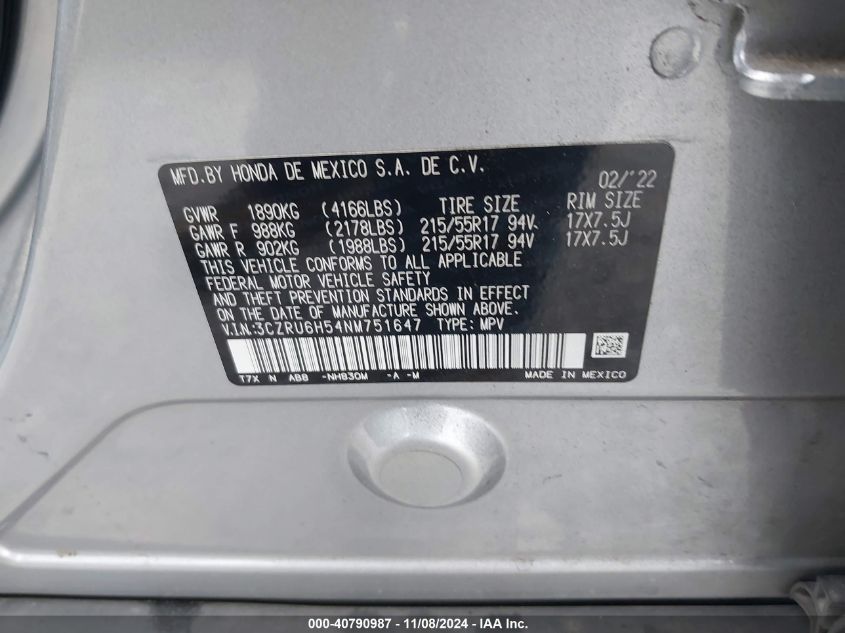 MFD.BY HONDA DE MEXICO S.A. DE C.V.
02/'22
GVWR 1890KG (4166LBS) TIRE SIZE RIM SIZE
GAWR F 988KG (2178LBS) 215/55R17 94V 17X7.5J
GAWR R 902KG (1988LBS) 215/55R17 94V 17X7.5J
THIS VEHICLE CONFORMS TO ALL APPLICABLE
FEDERAL MOTOR VEHICLE SAFETY
AND THEFT PREVENTION STANDARDS IN EFFECT
ON THE DATE OF MANUFACTURE SHOWN ABOVE.
V.I.N:3CZRU6H54NM751647 TYPE: MPV
T7X N ABB -NH830M -A -M MADE IN MEXICO
000-40790987 - 11/08/2024 - IAA Inc.